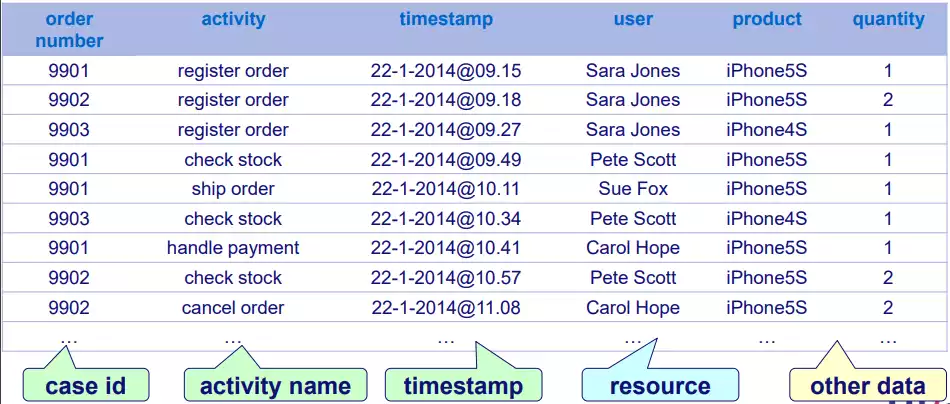 order number activity timestamp user product quantity
9901 register order 22-1-2014@09.15 Sara Jones iPhone5S 1
9902 register order 22-1-2014@09.18 Sara Jones iPhone5S 2
9903 register order 22-1-2014@09.27 Sara Jones iPhone4S 1
9901 check stock 22-1-2014@09.49 Pete Scott iPhone5S 1
9901 ship order 22-1-2014@10.11 Sue Fox iPhone5S 1
9903 check stock 22-1-2014@10.34 Pete Scott iPhone4S 1
9901 handle payment 22-1-2014@10.41 Carol Hope iPhone5S 1
9902 check stock 22-1-2014@10.57 Pete Scott iPhone5S 2
9902 cancel order 22-1-2014@11.08 Carol Hope iPhone5S 2
… … … … … …
case id activity name timestamp resource other data